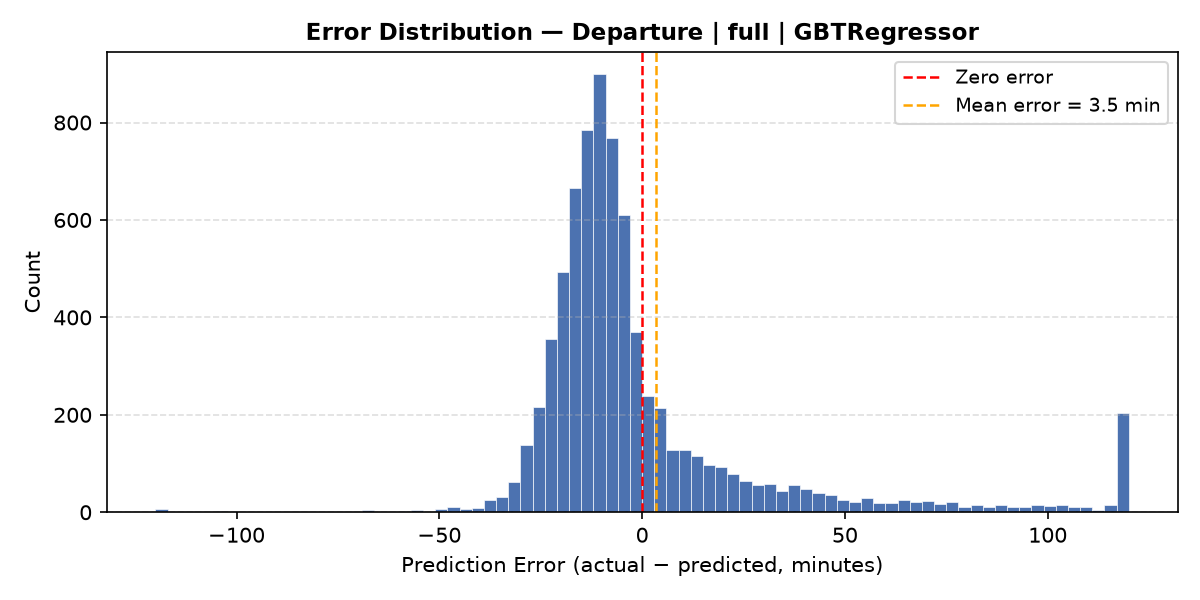 Error Distribution — Departure | full | GBTRegressor
Zero error
Mean error = 3.5 min
Count
800
600
400
200
0
−100
−50
0
50
100
Prediction Error (actual − predicted, minutes)